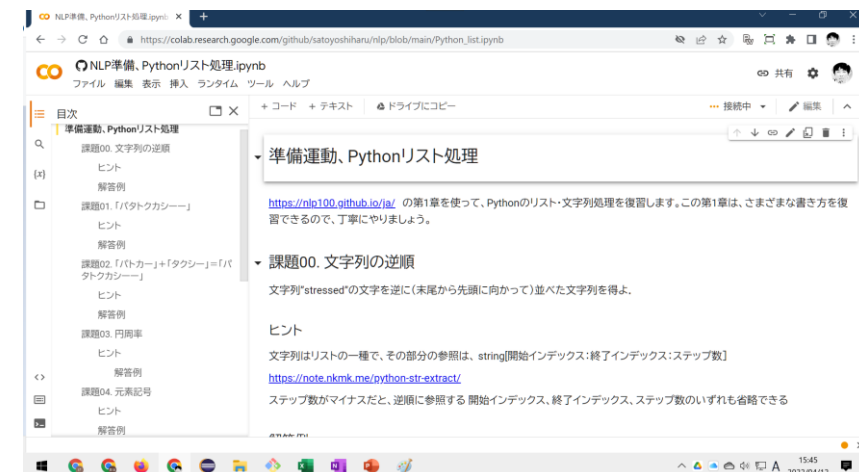 NLP準備、Pythonリスト処理.ipynb
https://colab.research.google.com/github/satoyoshiharu/nlp/blob/main/Python_list.ipynb
NLP準備、Pythonリスト処理.ipynb
ファイル 編集 表示 挿入 ランタイム ツール ヘルプ
共有
目次
+ コード + テキスト ドライブにコピー
接続中
編集
準備運動、Pythonリスト処理
課題00. 文字列の逆順
ヒント
解答例
課題01. 「パタトクカシーー」
ヒント
解答例
課題02. 「パトカー」+「タクシー」=「パ
タトクカシーー」
ヒント
解答例
課題03. 円周率
ヒント
解答例
課題04. 元素記号
ヒント
解答例
準備運動、Pythonリスト処理
https://nlp100.github.io/ja/ の第1章を使って、Pythonのリスト・文字列処理を復習します。この第1章は、さまざまな書き方を復
習できるので、丁寧にやりましょう。
課題00. 文字列の逆順
文字列"stressed"の文字を逆に(末尾から先頭に向かって)並べた文字列を得よ.
ヒント
文字列はリストの一種で、その部分の参照は、string[開始インデックス:終了インデックス:ステップ数]
https://note.nkmk.me/python-str-extract/
ステップ数がマイナスだと、逆順に参照する 開始インデックス、終了インデックス、ステップ数のいずれも省略できる
A
15:45